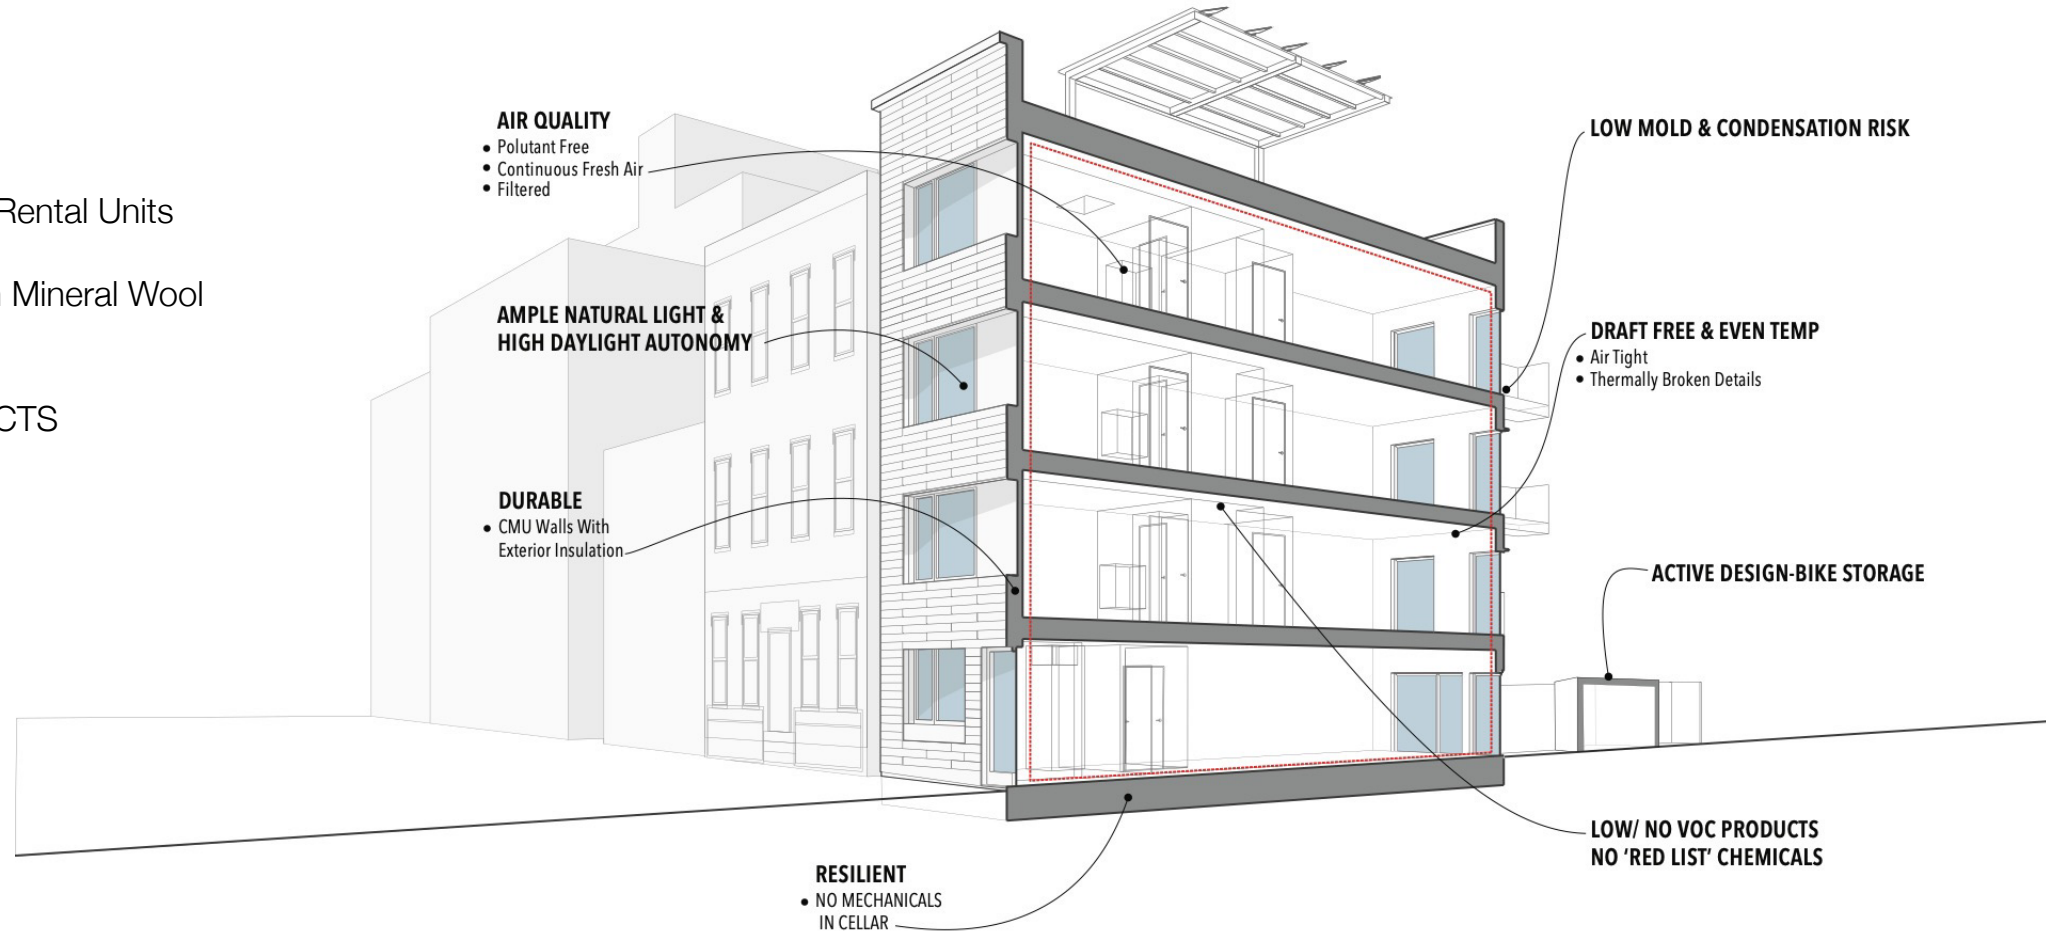 Rental Units
Mineral Wool
CTS
AIR QUALITY
• Polutant Free
• Continuous Fresh Air
• Filtered
AMPLE NATURAL LIGHT &
HIGH DAYLIGHT AUTONOMY
DURABLE
• CMU Walls With
Exterior Insulation
RESILIENT
• NO MECHANICALS
IN CELLAR
LOW MOLD & CONDENSATION RISK
DRAFT FREE & EVEN TEMP
• Air Tight
• Thermally Broken Details
ACTIVE DESIGN-BIKE STORAGE
LOW/ NO VOC PRODUCTS
NO ‘RED LIST’ CHEMICALS